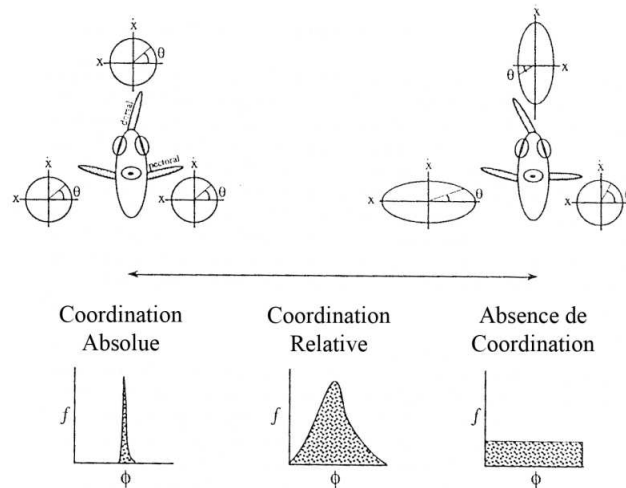 ẋ
x θ
dorsal
pectoral
ẋ
x θ
ẋ
x θ
ẋ
θ x
ẋ
x θ
ẋ
x θ
Coordination
Absolue
Coordination
Relative
Absence de
Coordination
f
ϕ
f
ϕ
f
ϕ